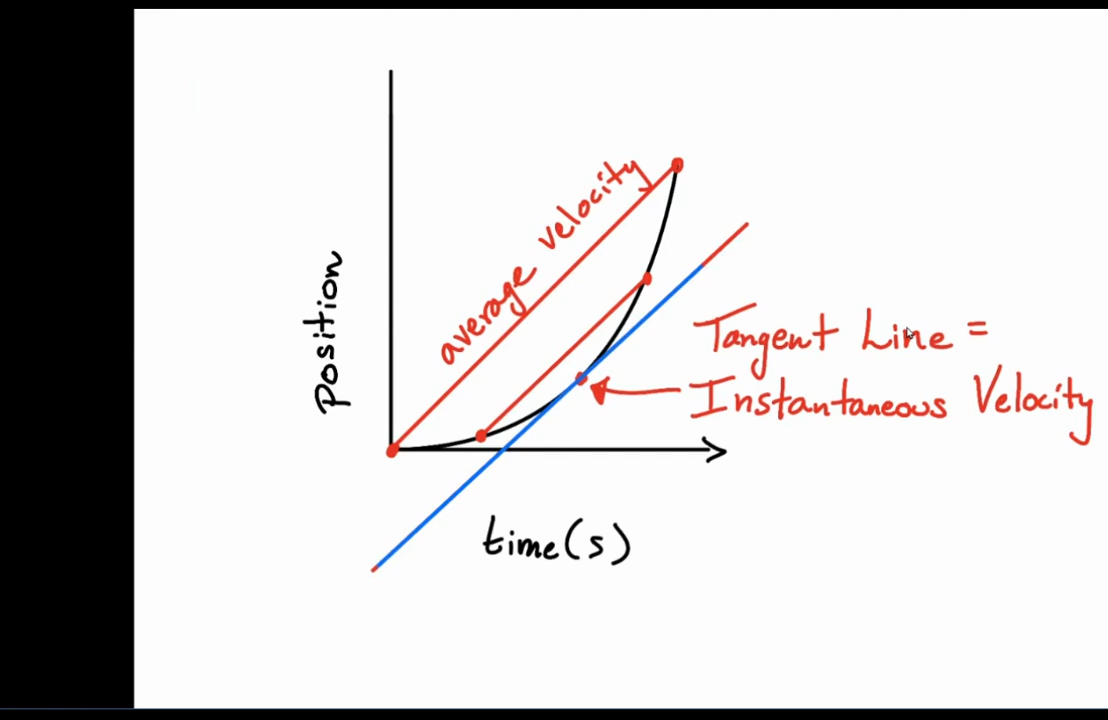 average velocity
Position
Tangent Line =
Instantaneous Velocity
time(s)